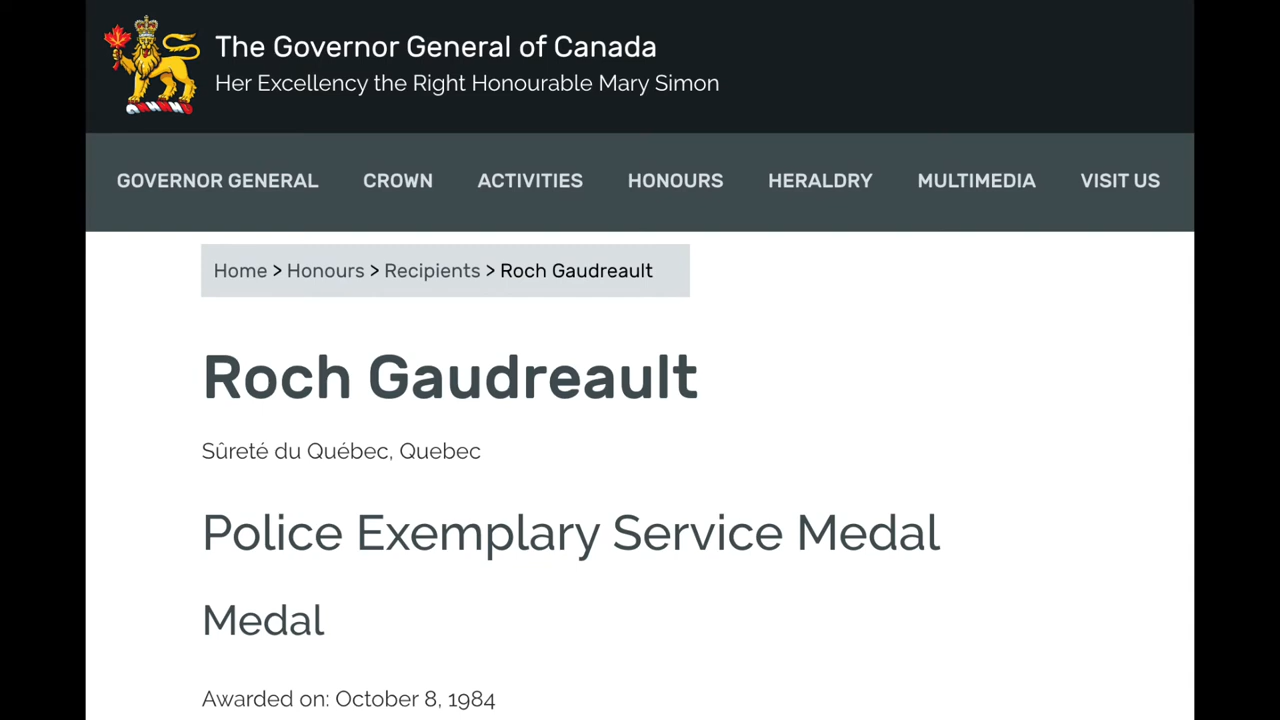 The Governor General of Canada
Her Excellency the Right Honourable Mary Simon
GOVERNOR GENERAL CROWN ACTIVITIES HONOURS HERALDRY MULTIMEDIA VISIT US
Home > Honours > Recipients > Roch Gaudreault
Roch Gaudreault
Sûreté du Québec, Quebec
Police Exemplary Service Medal
Medal
Awarded on: October 8, 1984